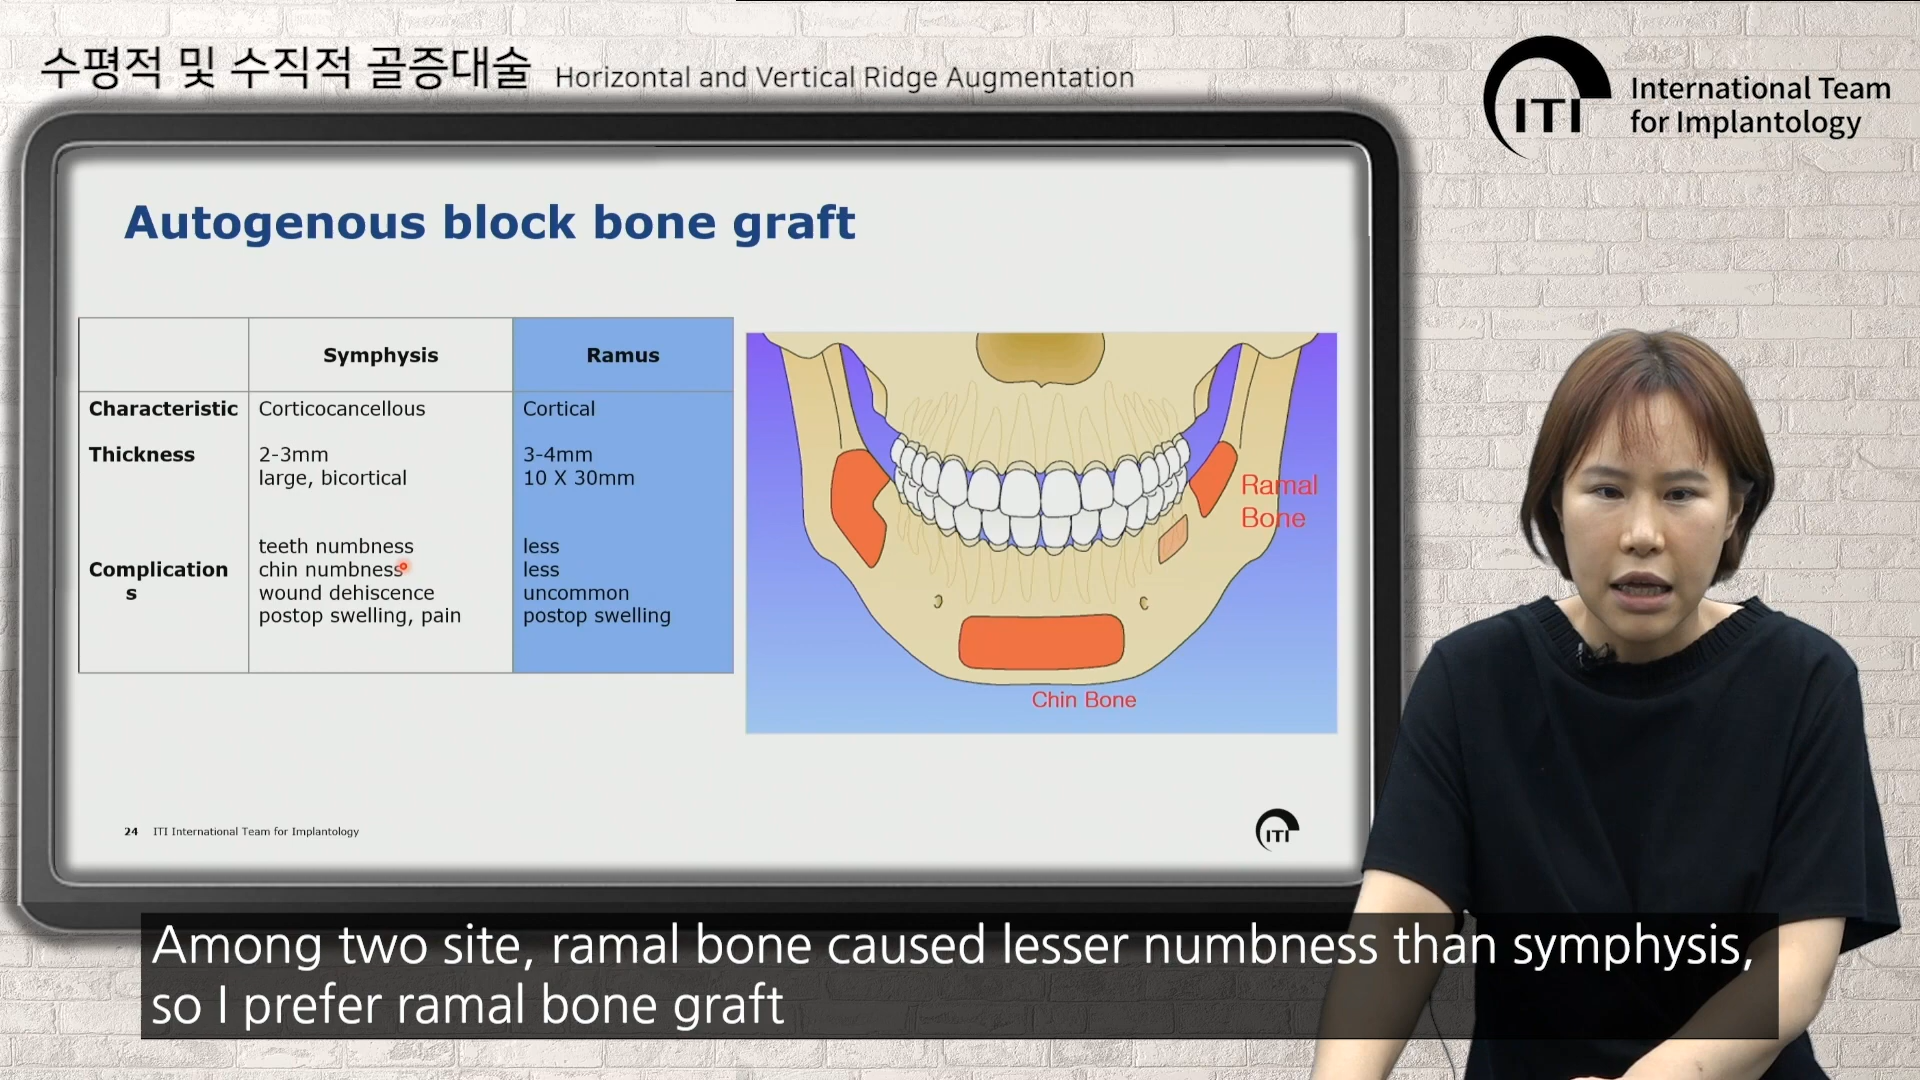 수평적 및 수직적 골증대술 Horizontal and Vertical Ridge Augmentation
ITI International Team
for Implantology
Autogenous block bone graft
Symphysis Ramus
Characteristic Corticocancellous Cortical
Thickness 2-3mm 3-4mm
large, bicortical 10 X 30mm
teeth numbness less
Complication chin numbness less
s wound dehiscence uncommon
postop swelling, pain postop swelling
Ramal
Bone
Chin Bone
24 ITI International Team for Implantology
ITI
Among two site, ramal bone caused lesser numbness than symphysis,
so I prefer ramal bone graft